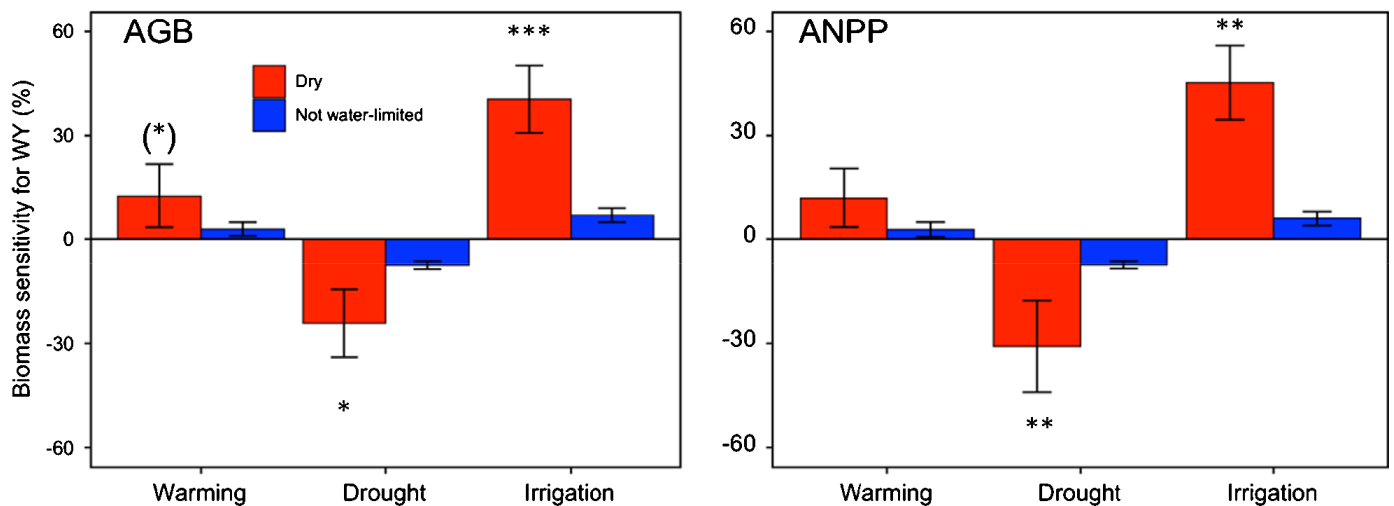 AGB
Dry
Not water-limited
Biomass sensitivity for WY (%)
60
30
0
-30
-60
(*)
*
***
Warming
Drought
Irrigation
ANPP
60
30
0
-30
-60
**
**
Warming
Drought
Irrigation